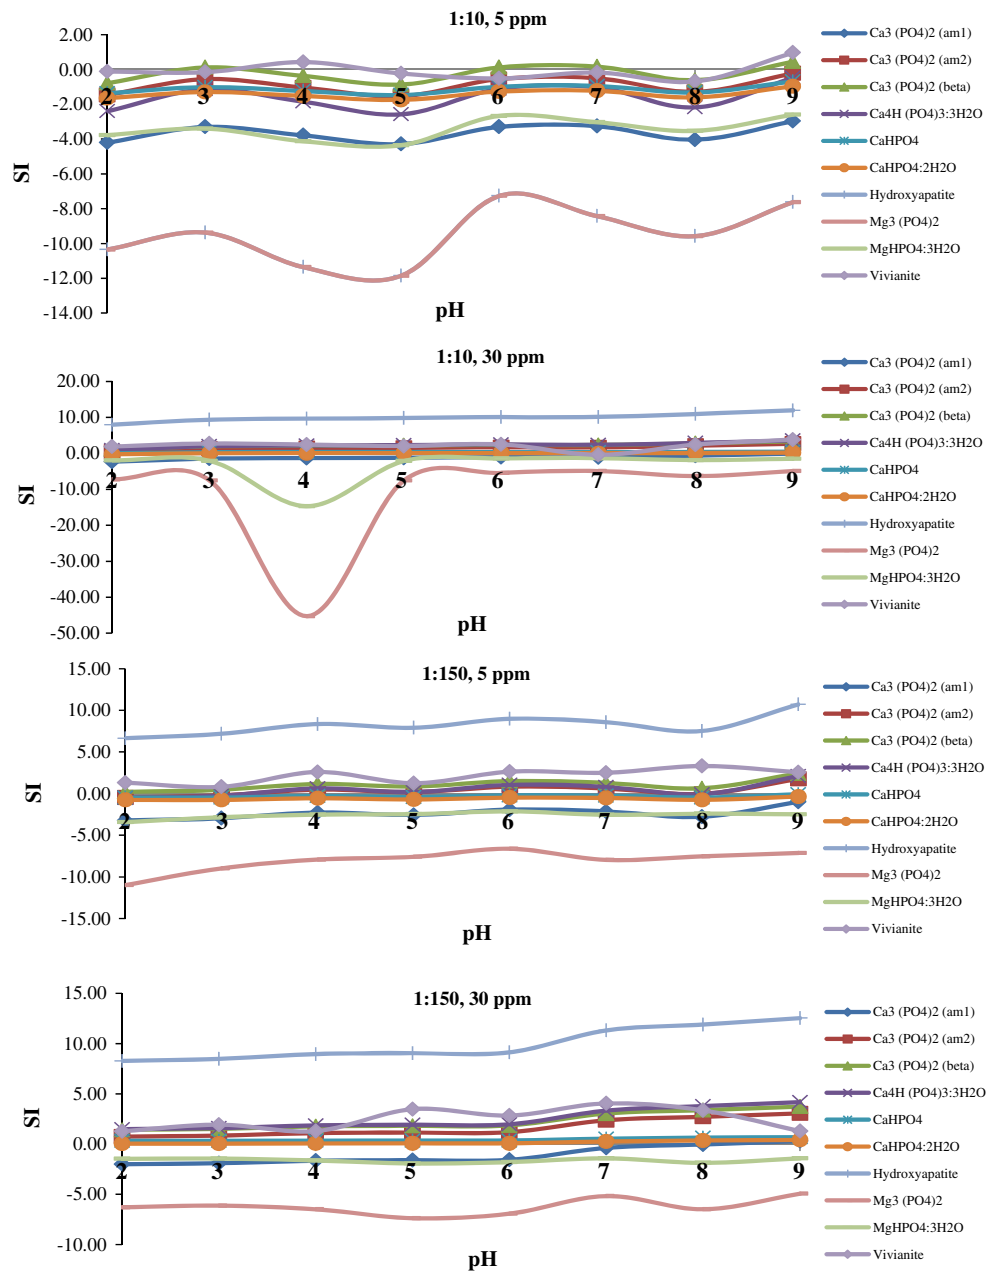 1:10, 5 ppm
2.00
0.00
-2.00
-4.00
-6.00
-8.00
-10.00
-12.00
-14.00
SI
2 3 4 5 6 7 8 9
pH
Ca3 (PO4)2 (am1)
Ca3 (PO4)2 (am2)
Ca3 (PO4)2 (beta)
Ca4H (PO4)3:3H2O
CaHPO4
CaHPO4:2H2O
Hydroxyapatite
Mg3 (PO4)2
MgHPO4:3H2O
Vivianite
1:10, 30 ppm
20.00
10.00
0.00
-10.00
-20.00
-30.00
-40.00
-50.00
SI
2 3 4 5 6 7 8 9
pH
Ca3 (PO4)2 (am1)
Ca3 (PO4)2 (am2)
Ca3 (PO4)2 (beta)
Ca4H (PO4)3:3H2O
CaHPO4
CaHPO4:2H2O
Hydroxyapatite
Mg3 (PO4)2
MgHPO4:3H2O
Vivianite
1:150, 5 ppm
15.00
10.00
5.00
0.00
-5.00
-10.00
-15.00
SI
2 3 4 5 6 7 8 9
pH
Ca3 (PO4)2 (am1)
Ca3 (PO4)2 (am2)
Ca3 (PO4)2 (beta)
Ca4H (PO4)3:3H2O
CaHPO4
CaHPO4:2H2O
Hydroxyapatite
Mg3 (PO4)2
MgHPO4:3H2O
Vivianite
1:150, 30 ppm
15.00
10.00
5.00
0.00
-5.00
-10.00
SI
2 3 4 5 6 7 8 9
pH
Ca3 (PO4)2 (am1)
Ca3 (PO4)2 (am2)
Ca3 (PO4)2 (beta)
Ca4H (PO4)3:3H2O
CaHPO4
CaHPO4:2H2O
Hydroxyapatite
Mg3 (PO4)2
MgHPO4:3H2O
Vivianite